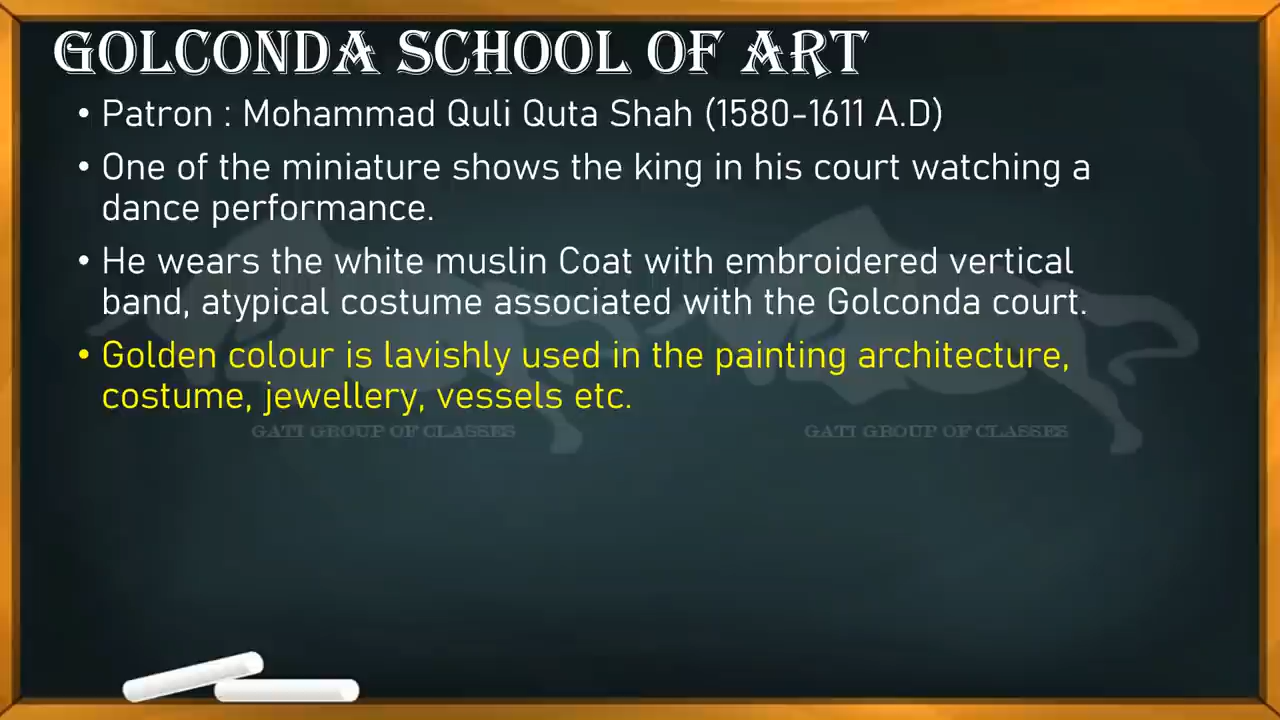 GOLCONDA SCHOOL OF ART
• Patron : Mohammad Quli Quta Shah (1580-1611 A.D)
• One of the miniature shows the king in his court watching a
dance performance.
• He wears the white muslin Coat with embroidered vertical
band, atypical costume associated with the Golconda court.
• Golden colour is lavishly used in the painting architecture,
costume, jewellery, vessels etc.
GATI GROUP OF CLASSES GATI GROUP OF CLASSES